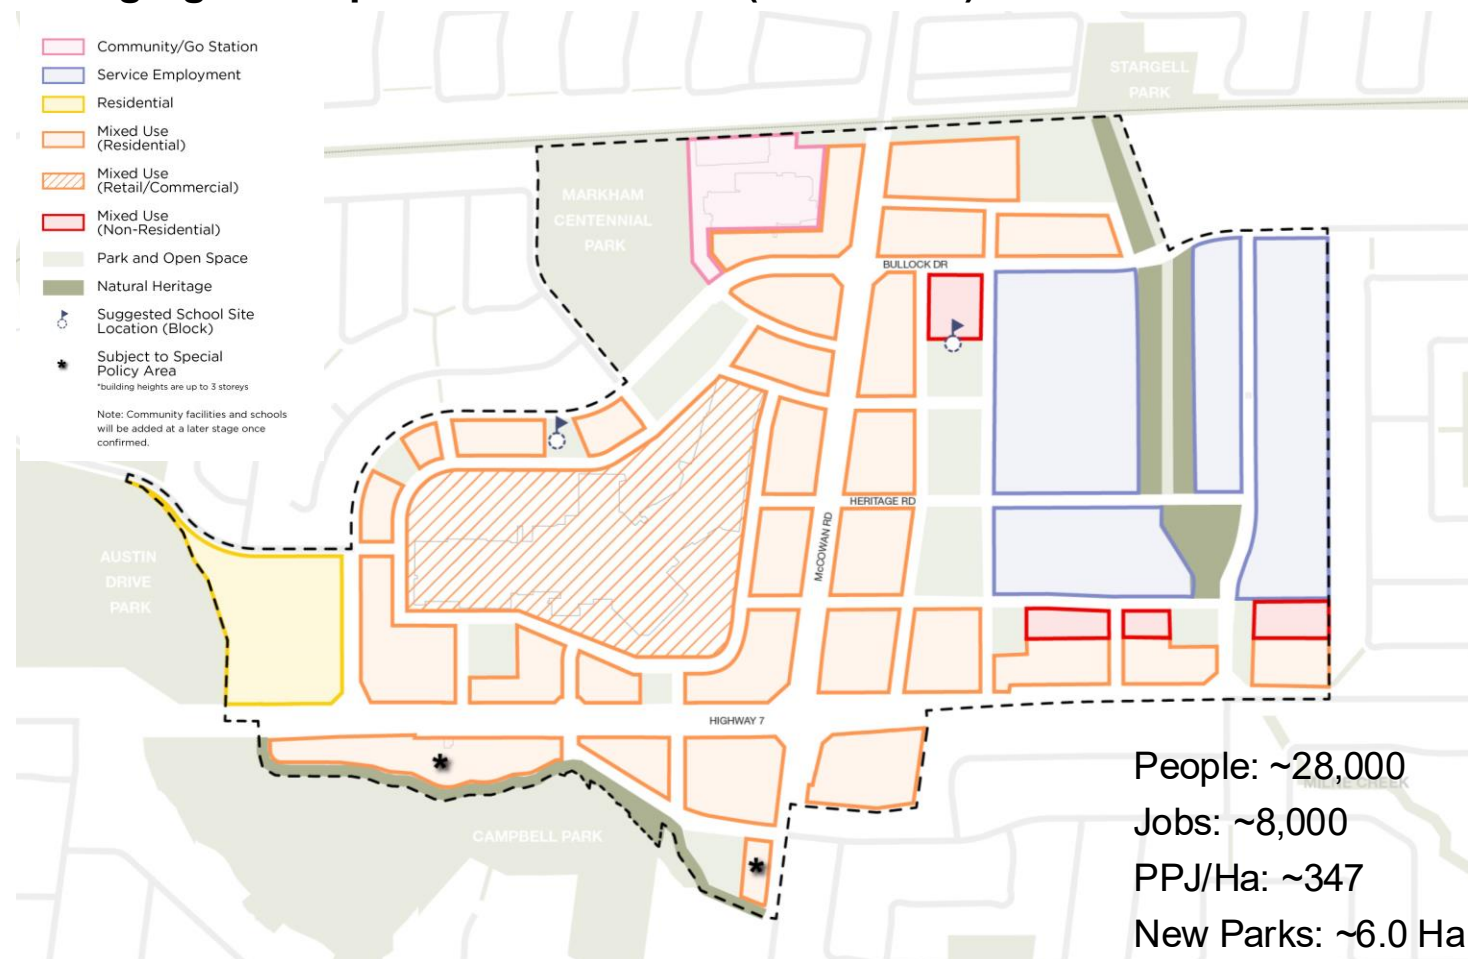 Community/Go Station
Service Employment
Residential
Mixed Use
(Residential)
Mixed Use
(Retail/Commercial)
Mixed Use
(Non-Residential)
Park and Open Space
Natural Heritage
Suggested School Site
Location (Block)
Subject to Special
Policy Area
*building heights are up to 3 storeys
Note: Community facilities and schools
will be added at a later stage once
confirmed.
STARGELL
PARK
MARKHAM
CENTENNIAL
PARK
BULLOCK DR
HERITAGE RD
McCOWAN RD
AUSTIN
DRIVE
PARK
HIGHWAY 7
CAMPBELL PARK
MILNE CREEK
People: ~28,000
Jobs: ~8,000
PPJ/Ha: ~347
New Parks: ~6.0 Ha